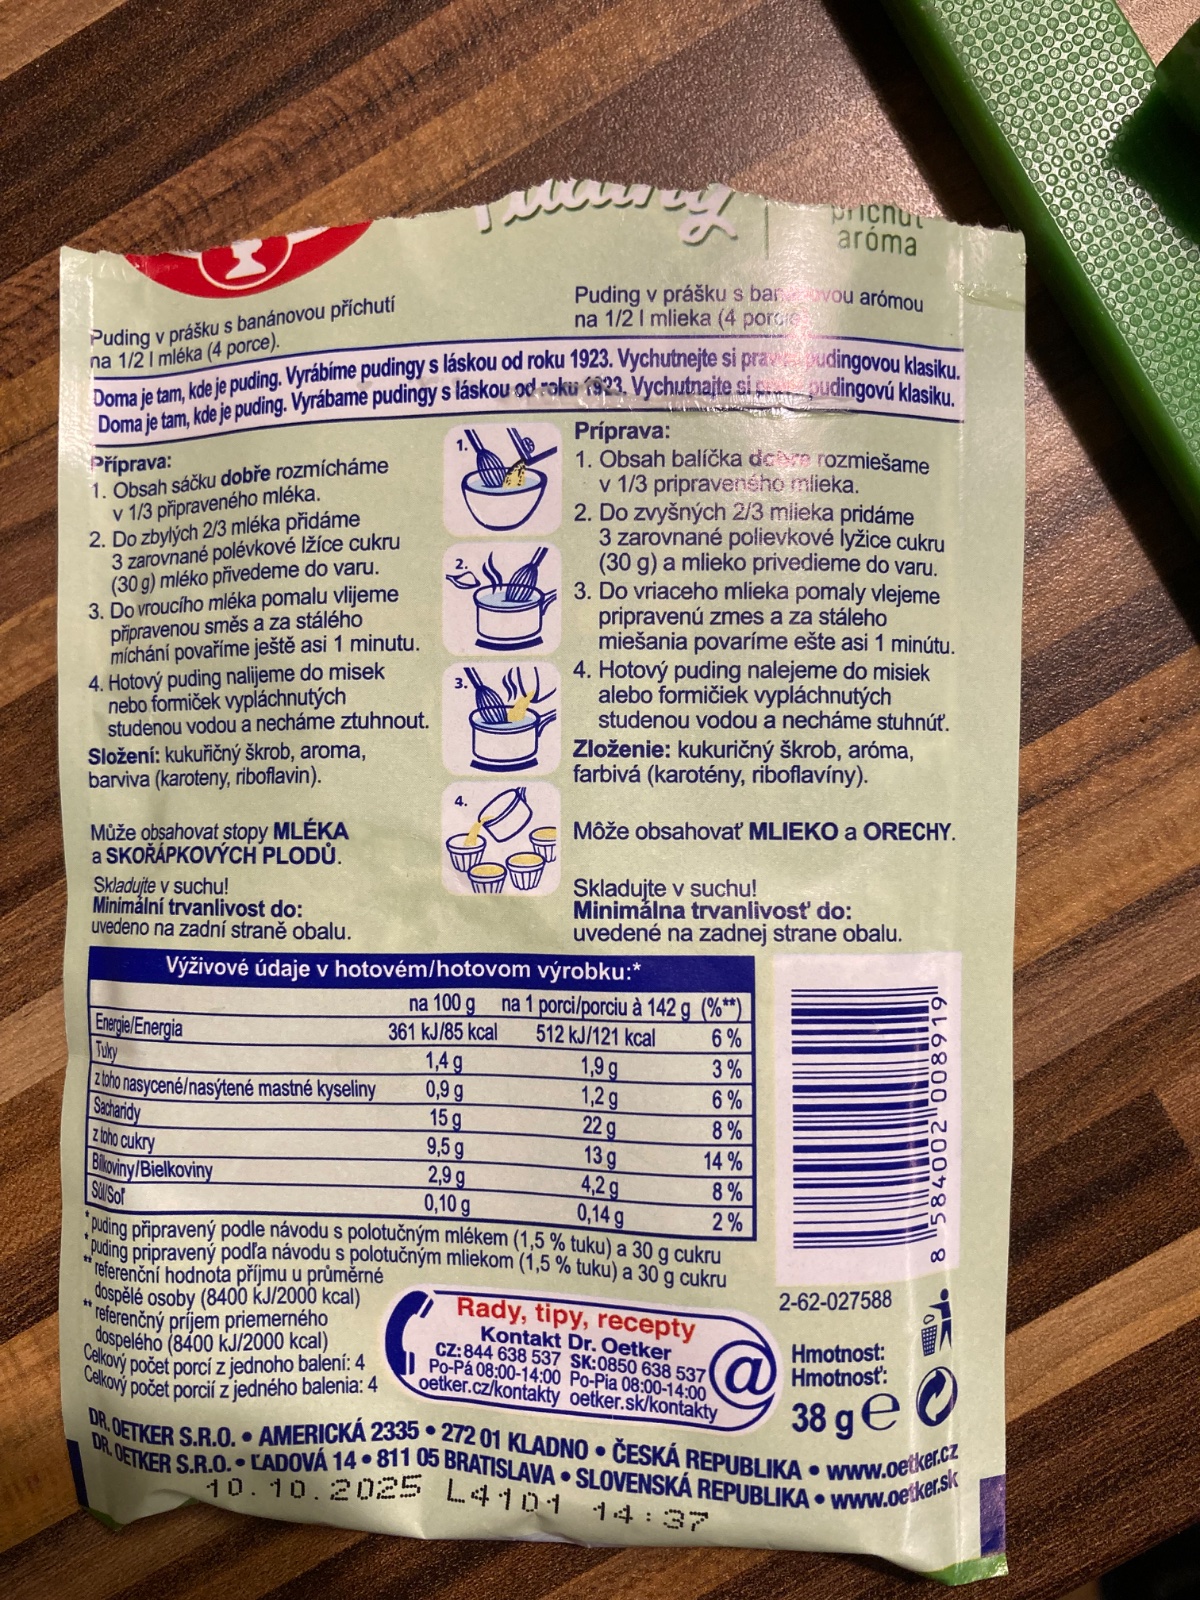 Puding
příchuť
aróma
Puding v prášku s banánovou příchutí
na 1/2 l mléka (4 porce).
Puding v prášku s arómou
na 1/2 l mlieka (4 porcie
Doma je tam, kde je puding. Vyrábíme pudingy s láskou od roku 1923. Vychutnejte si pudingovou klasiku.
Doma je tam, kde je puding. Vyrábame pudingy s láskou od roku 1923. Vychutnajte si pudingovú klasiku.
Příprava:
1. Obsah sáčku dobře rozmícháme
v 1/3 připraveného mléka.
2. Do zbylých 2/3 mléka přidáme
3 zarovnané polévkové lžíce cukru
(30 g) mléko přivedeme do varu.
3. Do vroucího mléka pomalu vlijeme
připravenou směs a za stálého
míchání povaříme ještě asi 1 minutu.
4. Hotový puding nalijeme do misek
nebo formiček vypláchnutých
studenou vodou a necháme ztuhnout.
Složení: kukuřičný škrob, aroma,
barviva (karoteny, riboflavin).
Může obsahovat stopy MLÉKA
a SKOŘÁPKOVÝCH PLODŮ.
Skladujte v suchu!
Minimální trvanlivost do:
uvedeno na zadní straně obalu.
1.
2.
3.
4.
Príprava:
1. Obsah balíčka dobre rozmiešame
v 1/3 pripraveného mlieka.
2. Do zvyšných 2/3 mlieka pridáme
3 zarovnané polievkové lyžice cukru
(30 g) a mlieko privedieme do varu.
3. Do vriaceho mlieka pomaly vlejeme
pripravenú zmes a za stáleho
miešania povaríme ešte asi 1 minútu.
4. Hotový puding nalejeme do misiek
alebo formičiek vypláchnutých
studenou vodou a necháme stuhnúť.
Zloženie: kukuričný škrob, aróma,
farbivá (karotény, riboflavíny).
Môže obsahovať MLIEKO a ORECHY.
Skladujte v suchu!
Minimálna trvanlivosť do:
uvedené na zadnej strane obalu.
Výživové údaje v hotovém/hotovom výrobku:*
na 100 g na 1 porci/porciu à 142 g (%**)
Energie/Energia 361 kJ/85 kcal 512 kJ/121 kcal 6 %
Tuky 1,4 g 1,9 g 3 %
z toho nasycené/nasýtené mastné kyseliny 0,9 g 1,2 g 6 %
Sacharidy 15 g 22 g 8 %
z toho cukry 9,5 g 13 g 14 %
Bílkoviny/Bielkoviny 2,9 g 4,2 g 8 %
Sůl/Soľ 0,10 g 0,14 g 2 %
* puding připravený podle návodu s polotučným mlékem (1,5 % tuku) a 30 g cukru
* puding pripravený podľa návodu s polotučným mliekom (1,5 % tuku) a 30 g cukru
** referenční hodnota příjmu u průměrné
dospělé osoby (8400 kJ/2000 kcal)
** referenčný príjem priemerného
dospelého (8400 kJ/2000 kcal)
Celkový počet porcí z jednoho balení: 4
Celkový počet porcií z jedného balenia: 4
Rady, tipy, recepty
Kontakt Dr. Oetker
CZ: 844 638 537 SK: 0850 638 537
Po-Pá 08:00-14:00 Po-Pia 08:00-14:00
oetker.cz/kontakty oetker.sk/kontakty
@
8 584002 008919
2-62-027588
Hmotnost:
Hmotnosť:
38 g e
DR. OETKER S.R.O. • AMERICKÁ 2335 • 272 01 KLADNO • ČESKÁ REPUBLIKA • www.oetker.cz
DR. OETKER S.R.O. • ĽADOVÁ 14 • 811 05 BRATISLAVA • SLOVENSKÁ REPUBLIKA • www.oetker.sk
10.10.2025 L4101 14:37